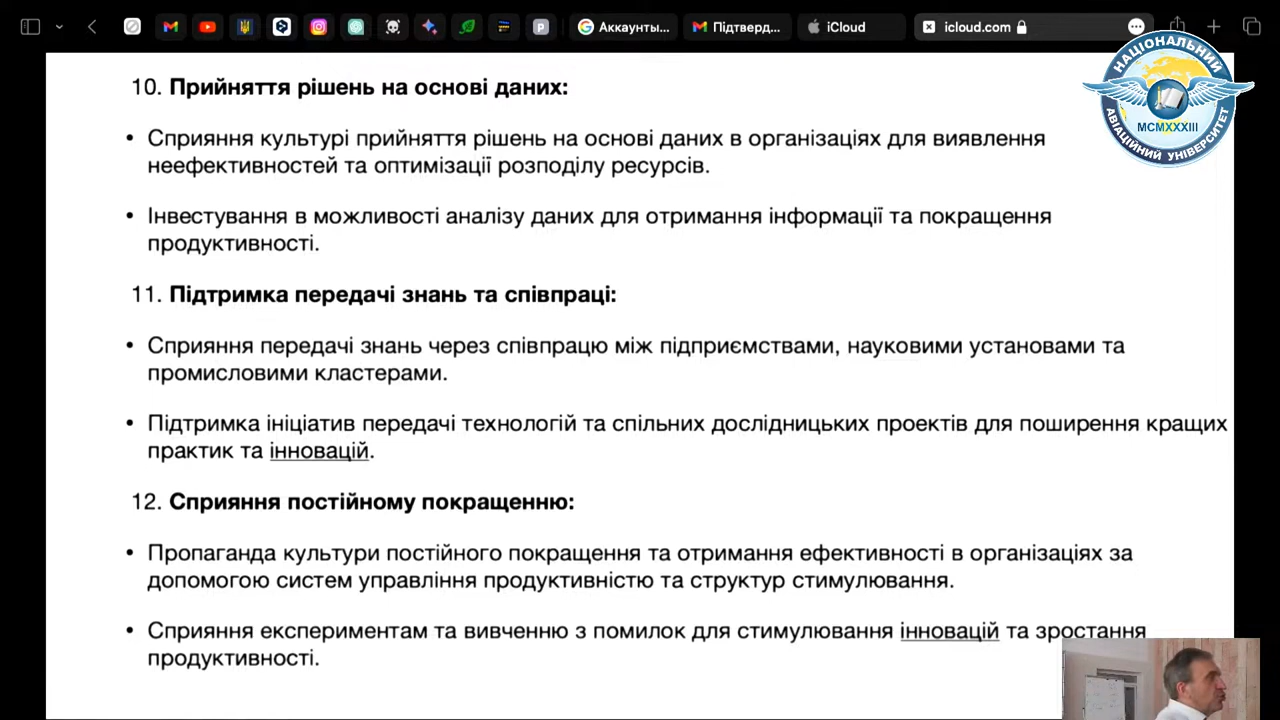 Аккаунты...
Підтверд...
iCloud
icloud.com
НАЦІОНАЛЬНИЙ
АВІАЦІЙНИЙ УНІВЕРСИТЕТ
MCMXXXIII
10. Прийняття рішень на основі даних:
• Сприяння культурі прийняття рішень на основі даних в організаціях для виявлення
неефективностей та оптимізації розподілу ресурсів.
• Інвестування в можливості аналізу даних для отримання інформації та покращення
продуктивності.
11. Підтримка передачі знань та співпраці:
• Сприяння передачі знань через співпрацю між підприємствами, науковими установами та
промисловими кластерами.
• Підтримка ініціатив передачі технологій та спільних дослідницьких проектів для поширення кращих
практик та інновацій.
12. Сприяння постійному покращенню:
• Пропаганда культури постійного покращення та отримання ефективності в організаціях за
допомогою систем управління продуктивністю та структур стимулювання.
• Сприяння експериментам та вивченню з помилок для стимулювання інновацій та зростання
продуктивності.